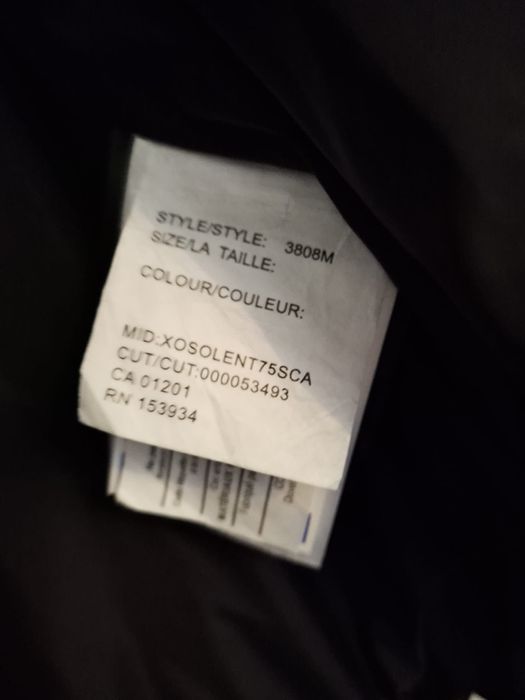 STYLE/STYLE: 3808M
SIZE/LA TAILLE:
COLOUR/COULEUR:
MID:XOSOLENT75SCA
CUT/CUT:000053493
CA 01201
RN 153934